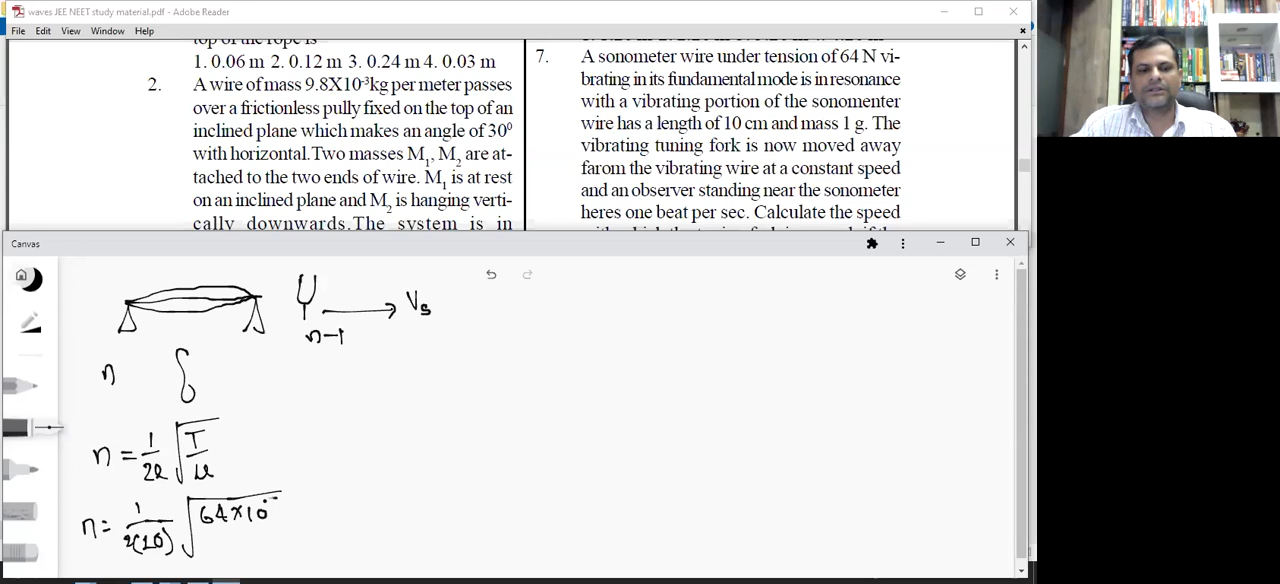 waves JEE NEET study material.pdf - Adobe Reader
File Edit View Window Help
1. 0.06 m 2. 0.12 m 3. 0.24 m 4. 0.03 m
2. A wire of mass 9.8X10⁻³kg per meter passes
over a frictionless pully fixed on the top of an
inclined plane which makes an angle of 30⁰
with horizontal. Two masses M₁, M₂ are at-
tached to the two ends of wire. M₁ is at rest
on an inclined plane and M₂ is hanging verti-
cally downwards. The system is in
7. A sonometer wire under tension of 64 N vi-
brating in its fundamental mode is in resonance
with a vibrating portion of the sonomenter
wire has a length of 10 cm and mass 1 g. The
vibrating tuning fork is now moved away
farom the vibrating wire at a constant speed
and an observer standing near the sonometer
heres one beat per sec. Calculate the speed
Canvas
Vs
n-1
n
n = 1/2l √T/μ
n = 1/2(10) √64×10